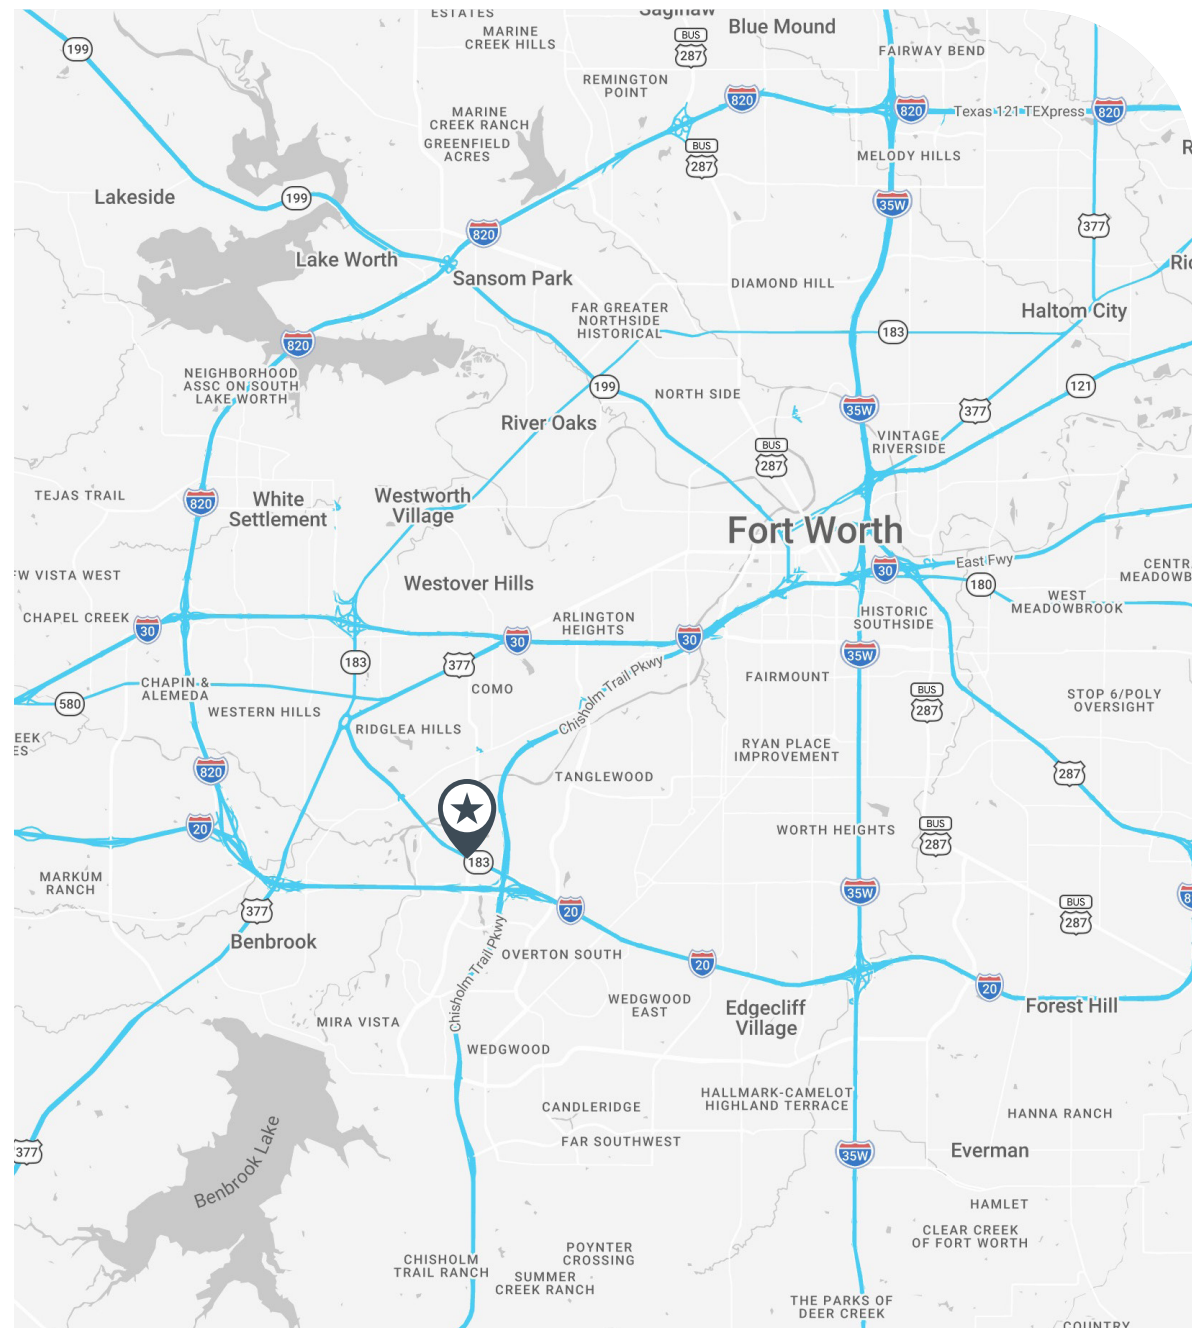 ESTATES
Saginaw
MARINE
CREEK HILLS
BUS
287
Blue Mound
FAIRWAY BEND
199
REMINGTON
POINT
820
820
Texas 121 TEXpress
820
MARINE
CREEK RANCH
GREENFIELD
ACRES
BUS
287
MELODY HILLS
R
Lakeside
199
35W
377
820
Lake Worth
Sansom Park
Ric
DIAMOND HILL
FAR GREATER
NORTHSIDE
HISTORICAL
Haltom City
183
820
NEIGHBORHOOD
ASSC ON SOUTH
LAKE WORTH
199
NORTH SIDE
121
35W
377
River Oaks
VINTAGE
RIVERSIDE
BUS
287
TEJAS TRAIL
820
White
Settlement
Westworth
Village
Fort Worth
East Fwy
30
FW VISTA WEST
Westover Hills
180
CENTRA
MEADOWB
WEST
MEADOWBROOK
CHAPEL CREEK
30
ARLINGTON
HEIGHTS
30
30
HISTORIC
SOUTHSIDE
35W
183
377
Chisholm Trail Pkwy
CHAPIN &
ALEMEDA
COMO
FAIRMOUNT
BUS
287
STOP 6/POLY
OVERSIGHT
580
WESTERN HILLS
RIDGLEA HILLS
EEK
ES
RYAN PLACE
IMPROVEMENT
820
TANGLEWOOD
287
20
WORTH HEIGHTS
BUS
287
183
MARKUM
RANCH
35W
8
377
20
BUS
287
Benbrook
Chisholm Trail Pkwy
OVERTON SOUTH
20
20
WEDGWOOD
EAST
Edgecliff
Village
Forest Hill
MIRA VISTA
WEDGWOOD
HALLMARK-CAMELOT
HIGHLAND TERRACE
CANDLERIDGE
HANNA RANCH
377
Benbrook Lake
FAR SOUTHWEST
35W
Everman
HAMLET
CLEAR CREEK
OF FORT WORTH
CHISHOLM
TRAIL RANCH
POYNTER
CROSSING
SUMMER
CREEK RANCH
THE PARKS OF
DEER CREEK
COUNTRY